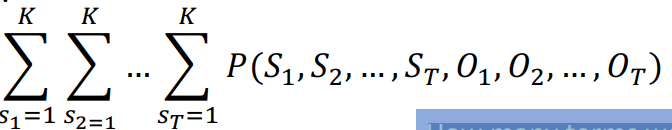 K K K
∑ ∑ … ∑ P(S₁, S₂, … , S_T, O₁, O₂, … , O_T)
s₁=1 s₂=1 s_T=1